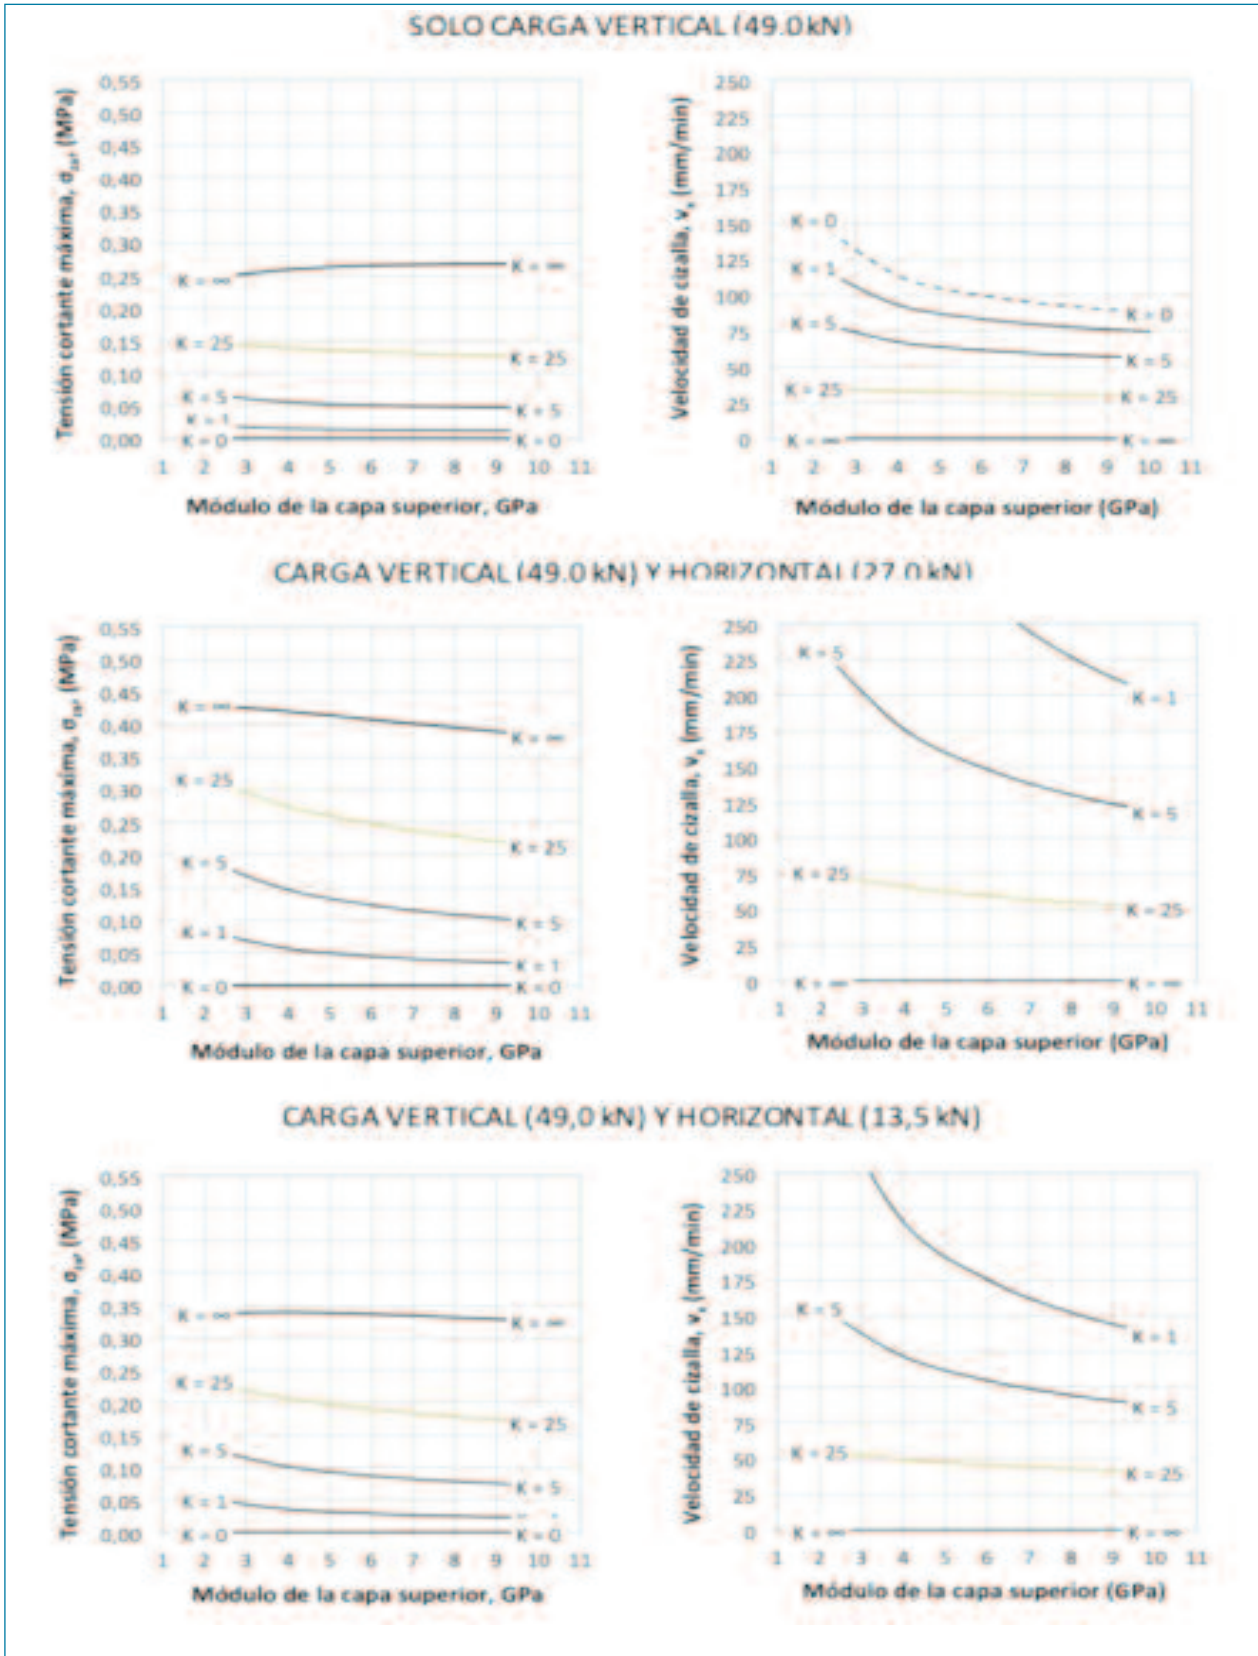 SOLO CARGA VERTICAL (49.0 kN)
Tensión cortante máxima, σzx, (MPa)
0,55
0,50
0,45
0,40
0,35
0,30
0,25
0,20
0,15
0,10
0,05
0,00
K = ∞
K = ∞
K = 25
K = 25
K = 5
K = 5
K = 1
K = 0
K = 0
1 2 3 4 5 6 7 8 9 10 11
Módulo de la capa superior, GPa
Velocidad de cizalla, vs (mm/min)
250
225
200
175
150
125
100
75
50
25
0
K = 0
K = 1
K = 0
K = 5
K = 5
K = 25
K = 25
K = ∞
K = ∞
1 2 3 4 5 6 7 8 9 10 11
Módulo de la capa superior (GPa)
CARGA VERTICAL (49.0 kN) Y HORIZONTAL (27.0 kN)
Tensión cortante máxima, σzx, (MPa)
0,55
0,50
0,45
0,40
0,35
0,30
0,25
0,20
0,15
0,10
0,05
0,00
K = ∞
K = ∞
K = 25
K = 25
K = 5
K = 5
K = 1
K = 1
K = 0
K = 0
1 2 3 4 5 6 7 8 9 10 11
Módulo de la capa superior, GPa
Velocidad de cizalla, vs (mm/min)
250
225
200
175
150
125
100
75
50
25
0
K = 5
K = 1
K = 5
K = 25
K = 25
K = ∞
K = ∞
1 2 3 4 5 6 7 8 9 10 11
Módulo de la capa superior (GPa)
CARGA VERTICAL (49,0 kN) Y HORIZONTAL (13,5 kN)
Tensión cortante máxima, σzx, (MPa)
0,55
0,50
0,45
0,40
0,35
0,30
0,25
0,20
0,15
0,10
0,05
0,00
K = ∞
K = ∞
K = 25
K = 25
K = 5
K = 5
K = 1
K = 0
K = 0
1 2 3 4 5 6 7 8 9 10 11
Módulo de la capa superior, GPa
Velocidad de cizalla, vs (mm/min)
250
225
200
175
150
125
100
75
50
25
0
K = 5
K = 1
K = 5
K = 25
K = 25
K = ∞
K = ∞
1 2 3 4 5 6 7 8 9 10 11
Módulo de la capa superior (GPa)